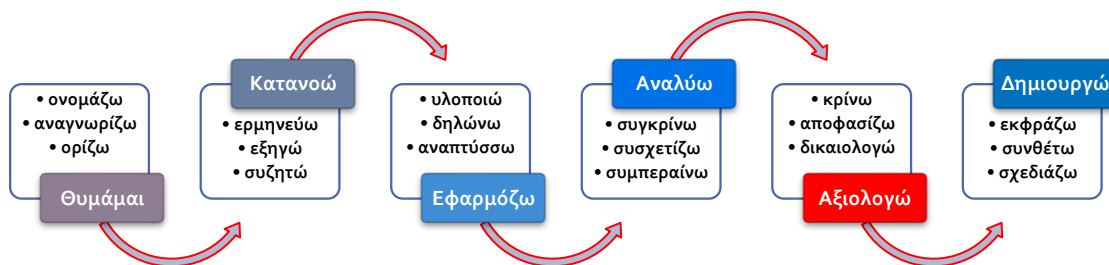 • ονομάζω
• αναγνωρίζω
• ορίζω
Θυμάμαι
Κατανοώ
• ερμηνεύω
• εξηγώ
• συζητώ
• υλοποιώ
• δηλώνω
• αναπτύσσω
Εφαρμόζω
Αναλύω
• συγκρίνω
• συσχετίζω
• συμπεραίνω
• κρίνω
• αποφασίζω
• δικαιολογώ
Αξιολογώ
Δημιουργώ
• εκφράζω
• συνθέτω
• σχεδιάζω